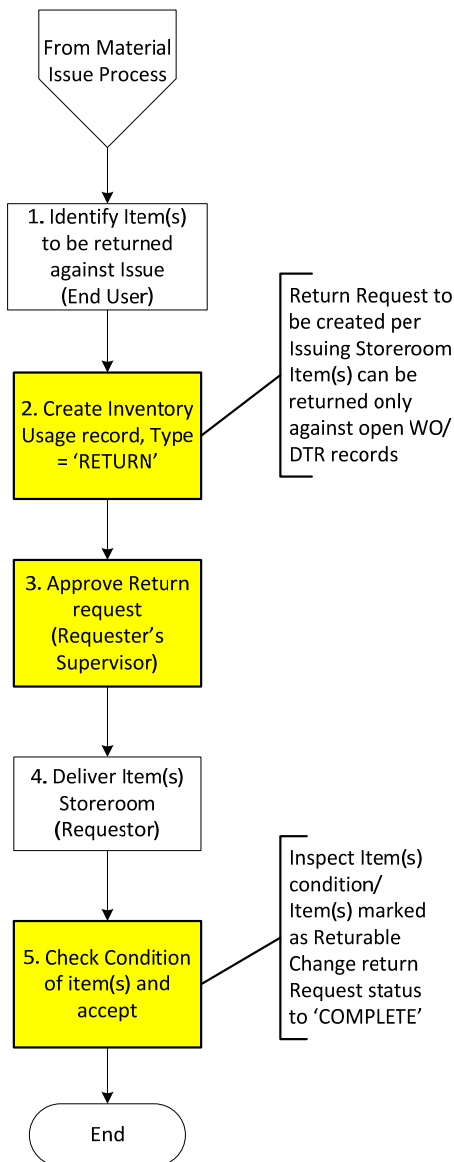 From Material
Issue Process
1. Identify Item(s)
to be returned
against Issue
(End User)
Return Request to
be created per
Issuing Storeroom
Item(s) can be
returned only
against open WO/
DTR records
2. Create Inventory
Usage record, Type
= ‘RETURN’
3. Approve Return
request
(Requester’s
Supervisor)
4. Deliver Item(s)
Storeroom
(Requestor)
Inspect Item(s)
condition/
Item(s) marked
as Returable
Change return
Request status
to ‘COMPLETE’
5. Check Condition
of item(s) and
accept
End